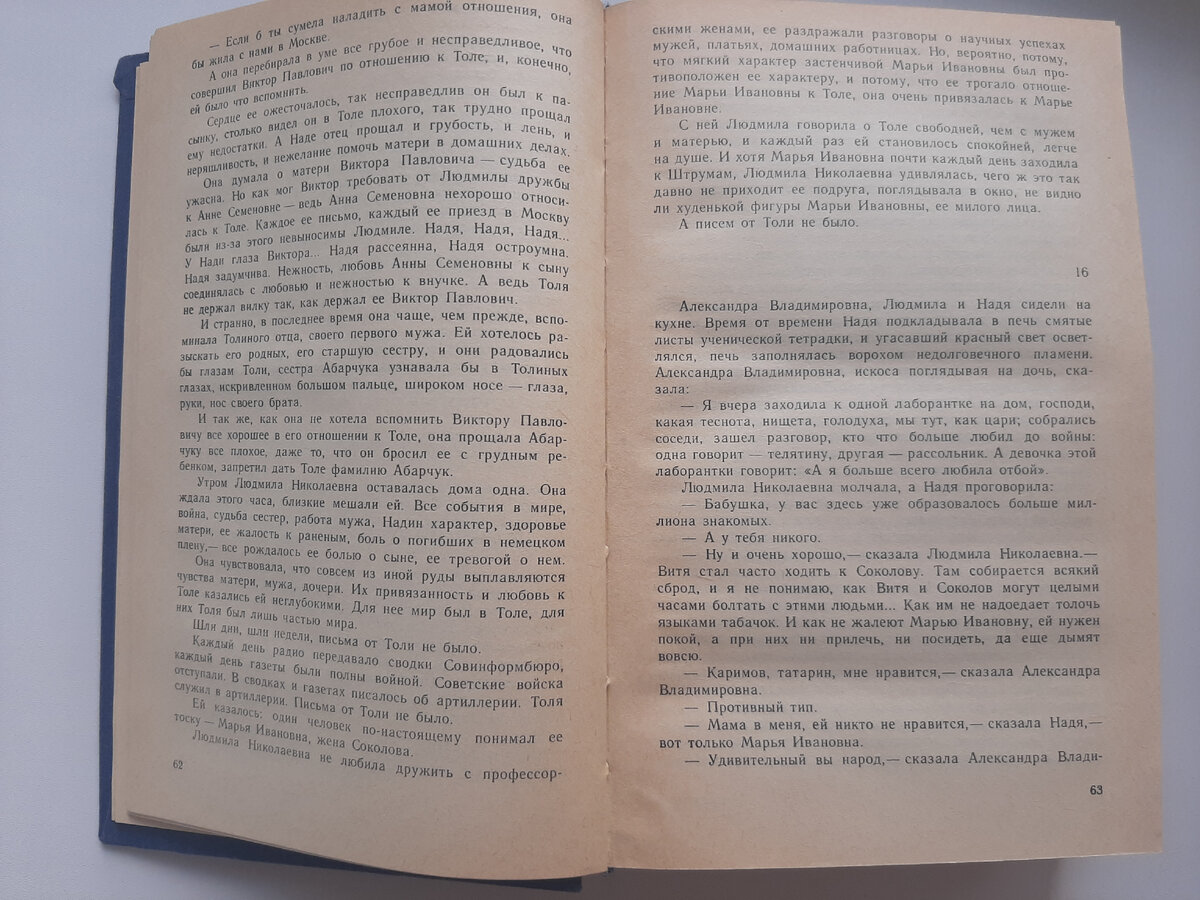 — Если б ты сумела наладить с мамой отношения, она
бы жила с нами в Москве.
А она перебирала в уме все грубое и несправедливое, что
совершил Виктор Павлович по отношению к Толе, и, конечно,
ей было что вспомнить.
Сердце ее ожесточалось, так несправедлив он был к па-
сынку, столько видел он в Толе плохого, так трудно прощал
ему недостатки. А Наде отец прощал и грубость, и лень, и
неряшливость, и нежелание помочь матери в домашних делах.
Она думала о матери Виктора Павловича — судьба ее
ужасна. Но как мог Виктор требовать от Людмилы дружбы
к Анне Семеновне — ведь Анна Семеновна нехорошо относи-
лась к Толе. Каждое ее письмо, каждый ее приезд в Москву
были из-за этого невыносимы Людмиле. Надя, Надя, Надя...
У Нади глаза Виктора... Надя рассеянна, Надя остроумна.
Надя задумчива. Нежность, любовь Анны Семеновны к сыну
соединялась с любовью и нежностью к внучке. А ведь Толя
не держал вилку так, как держал ее Виктор Павлович.
И странно, в последнее время она чаще, чем прежде, вспо-
минала Толиного отца, своего первого мужа. Ей хотелось ра-
зыскать его родных, его старшую сестру, и они радовались
бы глазам Толи, сестра Абарчука узнавала бы в Толиных
глазах, искривленном большом пальце, широком носе — глаза,
руки, нос своего брата.
И так же, как она не хотела вспомнить Виктору Павло-
вичу все хорошее в его отношении к Толе, она прощала Абар-
чуку все плохое, даже то, что он бросил ее с грудным ре-
бенком, запретил дать Толе фамилию Абарчук.
Утром Людмила Николаевна оставалась дома одна. Она
ждала этого часа, близкие мешали ей. Все события в мире,
война, судьба сестер, работа мужа, Надин характер, здоровье
матери, ее жалость к раненым, боль о погибших в немецком
плену,— все рождалось ее болью о сыне, ее тревогой о нем.
Она чувствовала, что совсем из иной руды выплавляются
чувства матери, мужа, дочери. Их привязанность и любовь к
Толе казались ей неглубокими. Для нее мир был в Толе, для
них Толя был лишь частью мира.
Шли дни, шли недели, письма от Толи не было.
Каждый день радио передавало сводки Совинформбюро,
каждый день газеты были полны войной. Советские войска
отступали. В сводках и газетах писалось об артиллерии. Толя
служил в артиллерии. Письма от Толи не было.
Ей казалось: один человек по-настоящему понимал ее
тоску — Марья Ивановна, жена Соколова.
Людмила Николаевна не любила дружить с профессор-
62
скими женами, ее раздражали разговоры о научных успехах
мужей, платьях, домашних работницах. Но, вероятно, потому,
что мягкий характер застенчивой Марьи Ивановны был про-
тивоположен ее характеру, и потому, что ее трогало отноше-
ние Марьи Ивановны к Толе, она очень привязалась к Марье
Ивановне.
С ней Людмила говорила о Толе свободней, чем с мужем
и матерью, и каждый раз ей становилось спокойней, легче
на душе. И хотя Марья Ивановна почти каждый день заходила
к Штрумам, Людмила Николаевна удивлялась, чего ж это так
давно не приходит ее подруга, поглядывала в окно, не видно
ли худенькой фигуры Марьи Ивановны, ее милого лица.
А писем от Толи не было.
16
Александра Владимировна, Людмила и Надя сидели на
кухне. Время от времени Надя подкладывала в печь смятые
листы ученической тетрадки, и угасавший красный свет освет-
лялся, печь заполнялась ворохом недолговечного пламени.
Александра Владимировна, искоса поглядывая на дочь, ска-
зала:
— Я вчера заходила к одной лаборантке на дом, господи,
какая теснота, нищета, голодуха, мы тут, как цари; собрались
соседи, зашел разговор, кто что больше любил до войны:
одна говорит — телятину, другая — рассольник. А девочка этой
лаборантки говорит: «А я больше всего любила отбой».
Людмила Николаевна молчала, а Надя проговорила:
— Бабушка, у вас здесь уже образовалось больше мил-
лиона знакомых.
— А у тебя никого.
— Ну и очень хорошо,— сказала Людмила Николаевна.—
Витя стал часто ходить к Соколову. Там собирается всякий
сброд, и я не понимаю, как Витя и Соколов могут целыми
часами болтать с этими людьми... Как им не надоедает толочь
языками табачок. И как не жалеют Марью Ивановну, ей нужен
покой, а при них ни прилечь, ни посидеть, да еще дымят
вовсю.
— Каримов, татарин, мне нравится,— сказала Александра
Владимировна.
— Противный тип.
— Мама в меня, ей никто не нравится,— сказала Надя,—
вот только Марья Ивановна.
— Удивительный вы народ,— сказала Александра Влади-
63